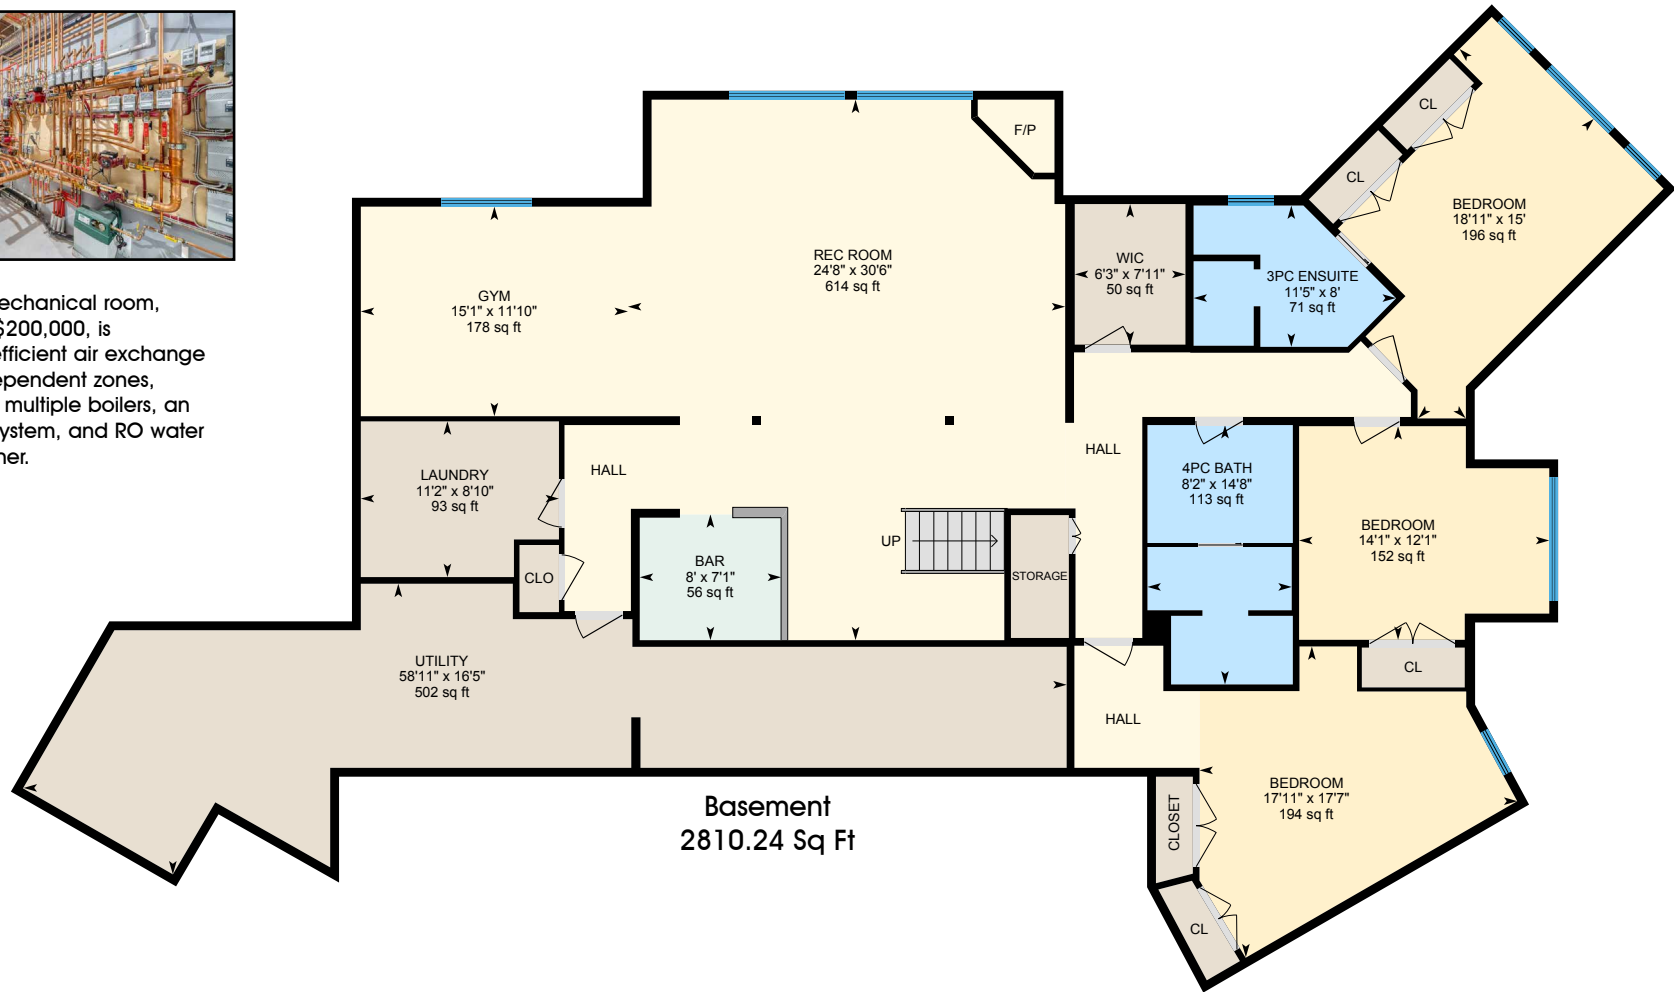 echanical room,
$200,000, is
efficient air exchange
ependent zones,
multiple boilers, an
ystem, and RO water
ner.
GYM
15'1" x 11'10"
178 sq ft
REC ROOM
24'8" x 30'6"
614 sq ft
F/P
WIC
6'3" x 7'11"
50 sq ft
3PC ENSUITE
11'5" x 8'
71 sq ft
CL
CL
BEDROOM
18'11" x 15'
196 sq ft
LAUNDRY
11'2" x 8'10"
93 sq ft
HALL
CLO
BAR
8' x 7'1"
56 sq ft
UP
STORAGE
HALL
4PC BATH
8'2" x 14'8"
113 sq ft
BEDROOM
14'1" x 12'1"
152 sq ft
CL
UTILITY
58'11" x 16'5"
502 sq ft
HALL
BEDROOM
17'11" x 17'7"
194 sq ft
CLOSET
CL
Basement
2810.24 Sq Ft